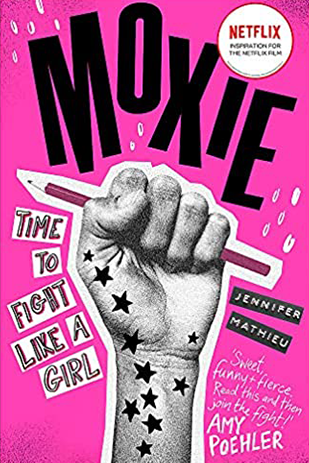 NETFLIX
INSPIRATION FOR
THE NETFLIX FILM
MOXIE
TIME
TO
FIGHT
LIKE A
GIRL
JENNIFER
MATHIEU
'Sweet,
funny + fierce.
Read this and then
join the fight!'
AMY
POEHLER